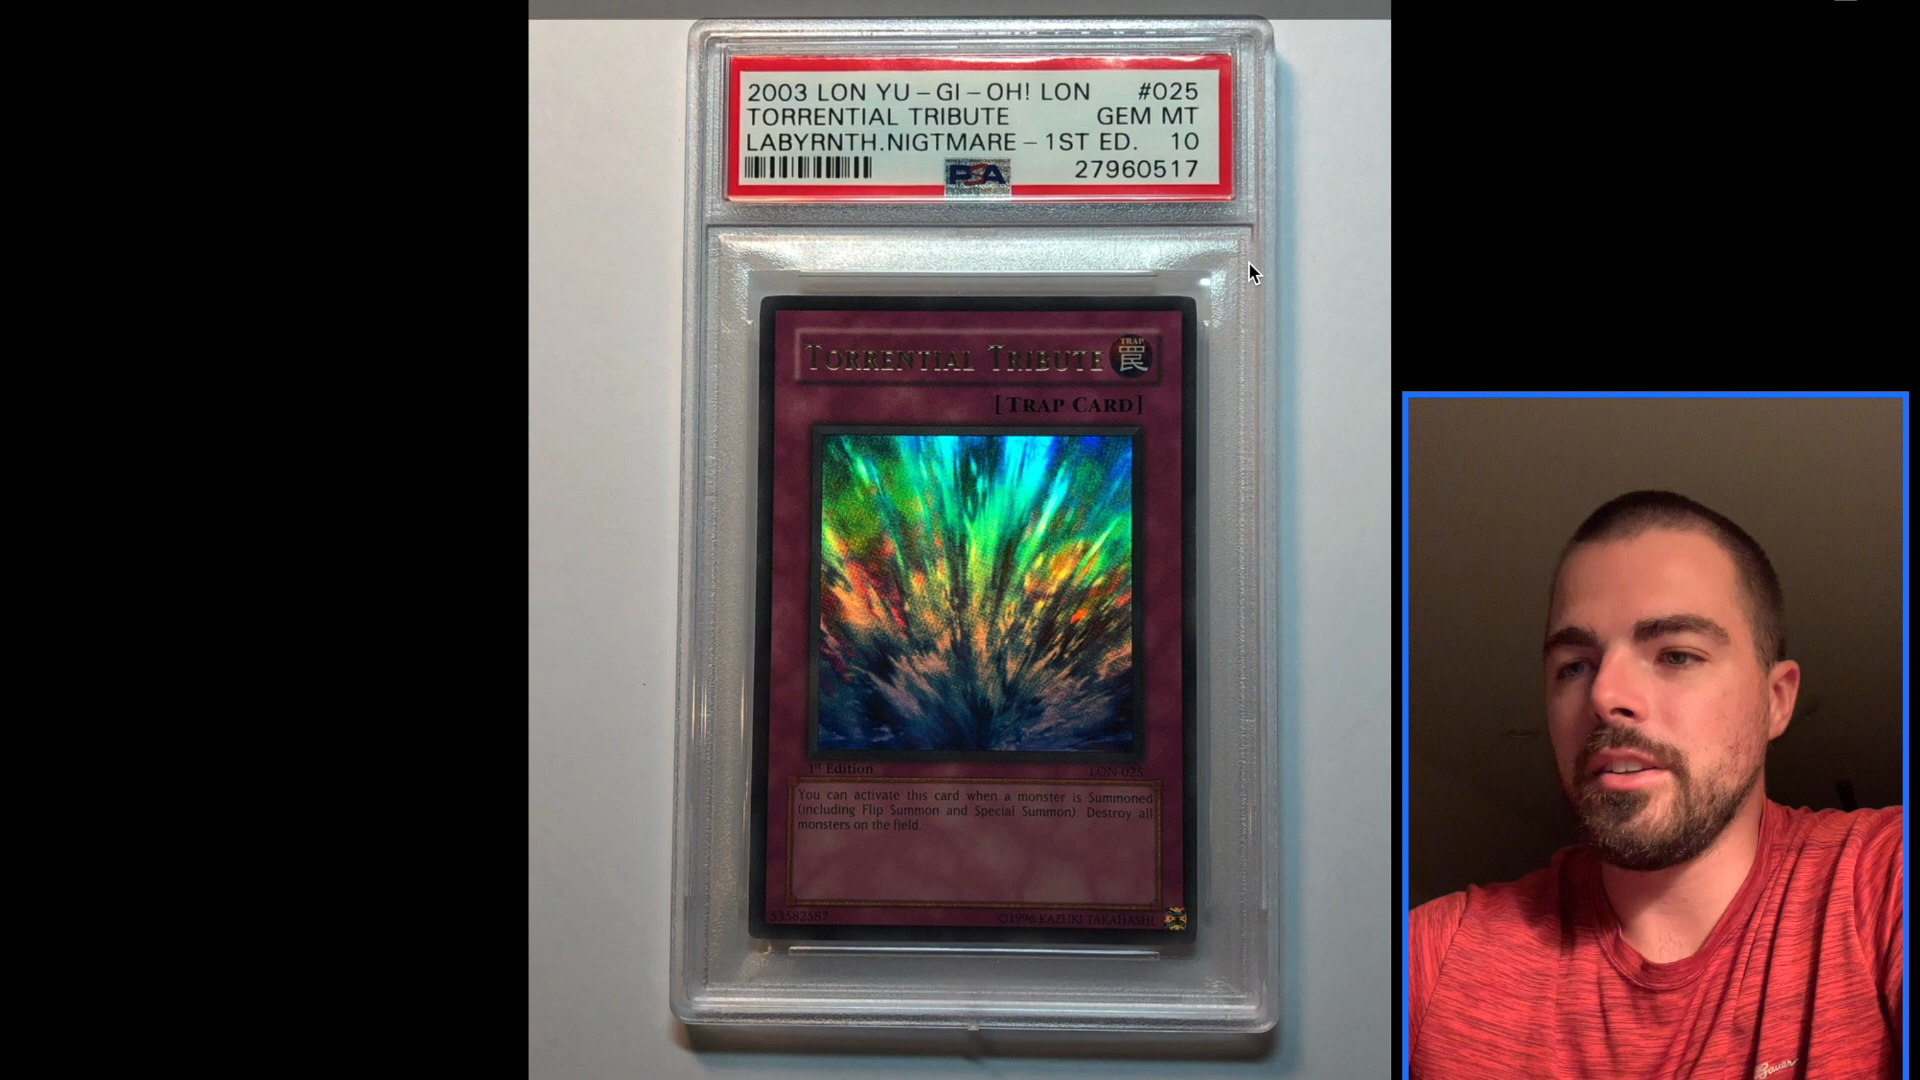 2003 LON YU-GI-OH! LON #025
TORRENTIAL TRIBUTE GEM MT
LABYRNTH.NIGTMARE-1ST ED. 10
PSA 27960517
TORRENTIAL TRIBUTE TRAP 罠
[TRAP CARD]
1st Edition LON-025
You can activate this card when a monster is Summoned
(including Flip Summon and Special Summon). Destroy all
monsters on the field.
53582587 ©1996 KAZUKI TAKAHASHI
Bauer